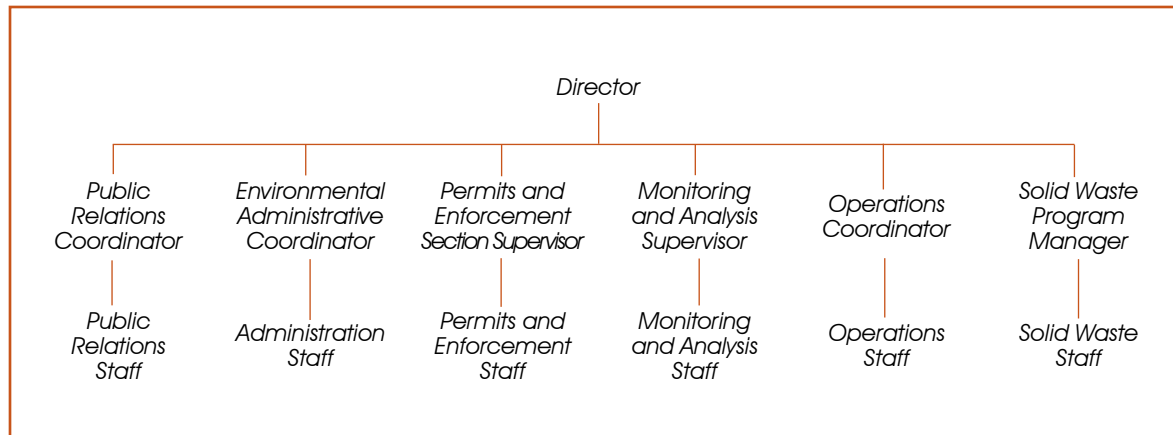 Director
Public
Relations
Coordinator
Environmental
Administrative
Coordinator
Permits and
Enforcement
Section Supervisor
Monitoring
and Analysis
Supervisor
Operations
Coordinator
Solid Waste
Program
Manager
Public
Relations
Staff
Administration
Staff
Permits and
Enforcement
Staff
Monitoring
and Analysis
Staff
Operations
Staff
Solid Waste
Staff